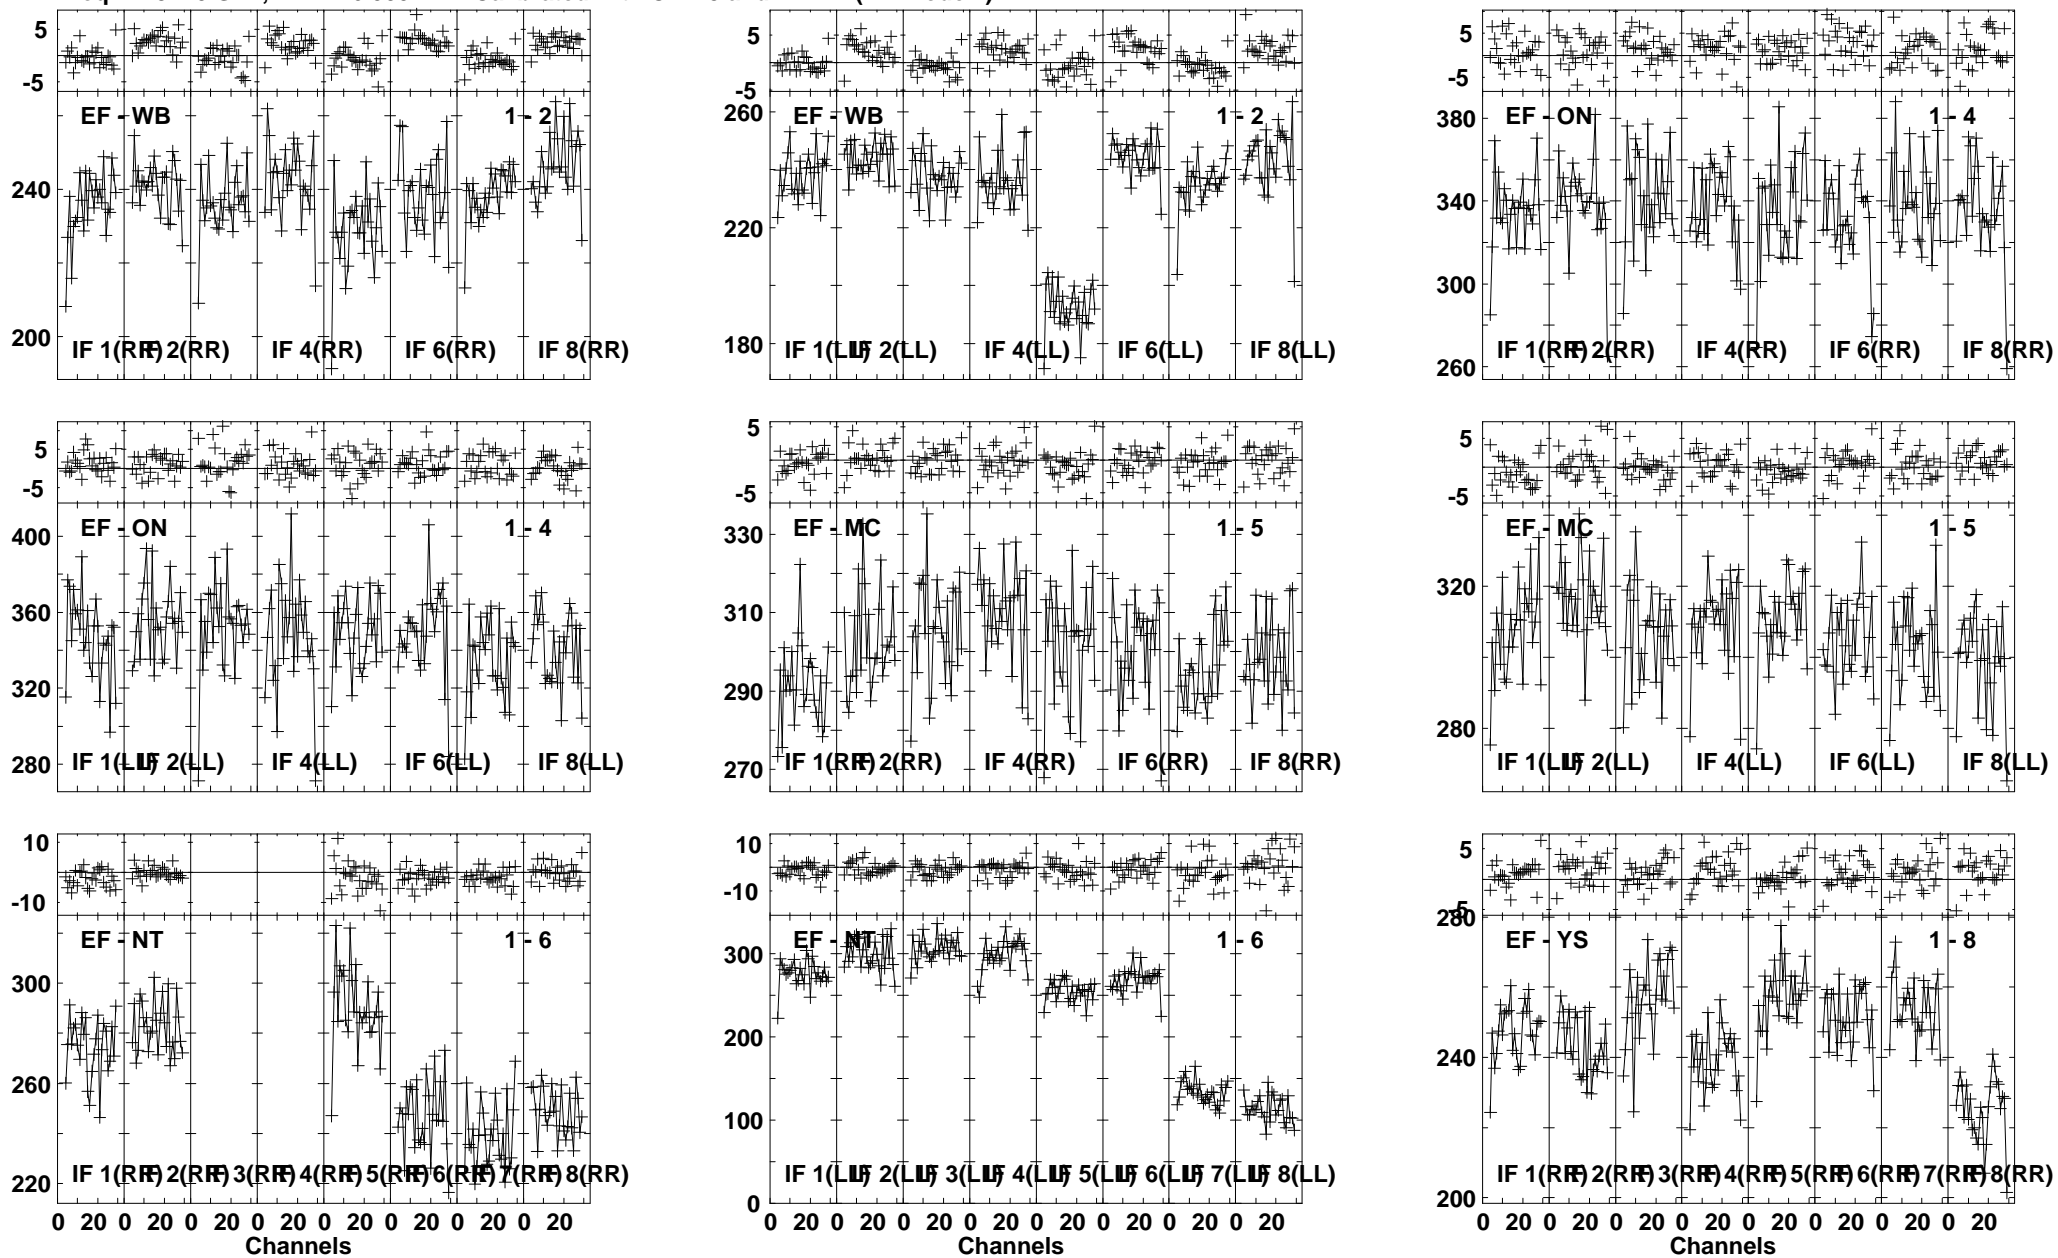 5 5 5
-5 -5 -5
EF - WB 1 - 2 EF - WB 1 - 2 EF - ON 1 - 4
260 380
240 340
220 300
200 180 260
IF 1(RR) IF 2(RR) IF 4(RR) IF 6(RR) IF 8(RR) IF 1(LL) IF 2(LL) IF 4(LL) IF 6(LL) IF 8(LL) IF 1(RR) IF 2(RR) IF 4(RR) IF 6(RR) IF 8(RR)
5 5 5
-5 -5 -5
EF - ON 1 - 4 EF - MC 1 - 5 EF - MC 1 - 5
400 330
360 310 320
320 290
280 270 280
IF 1(LL) IF 2(LL) IF 4(LL) IF 6(LL) IF 8(LL) IF 1(RR) IF 2(RR) IF 4(RR) IF 6(RR) IF 8(RR) IF 1(LL) IF 2(LL) IF 4(LL) IF 6(LL) IF 8(LL)
10 10 5
-10 -10 -5
EF - NT 1 - 6 EF - NT 1 - 6 EF - YS 1 - 8
300 300 280
260 200 240
220 100 200
0
IF 1(RR) IF 2(RR) IF 3(RR) IF 4(RR) IF 5(RR) IF 6(RR) IF 7(RR) IF 8(RR) IF 1(LL) IF 2(LL) IF 3(LL) IF 4(LL) IF 5(LL) IF 6(LL) IF 7(LL) IF 8(LL) IF 1(RR) IF 2(RR) IF 3(RR) IF 4(RR) IF 5(RR) IF 6(RR) IF 7(RR) IF 8(RR)
0 20 0 20 0 20 0 20 0 20 0 20 0 20 0 20 0 20 0 20 0 20 0 20 0 20 0 20 0 20 0 20 0 20 0 20 0 20 0 20 0 20 0 20 0 20 0 20
Channels Channels Channels